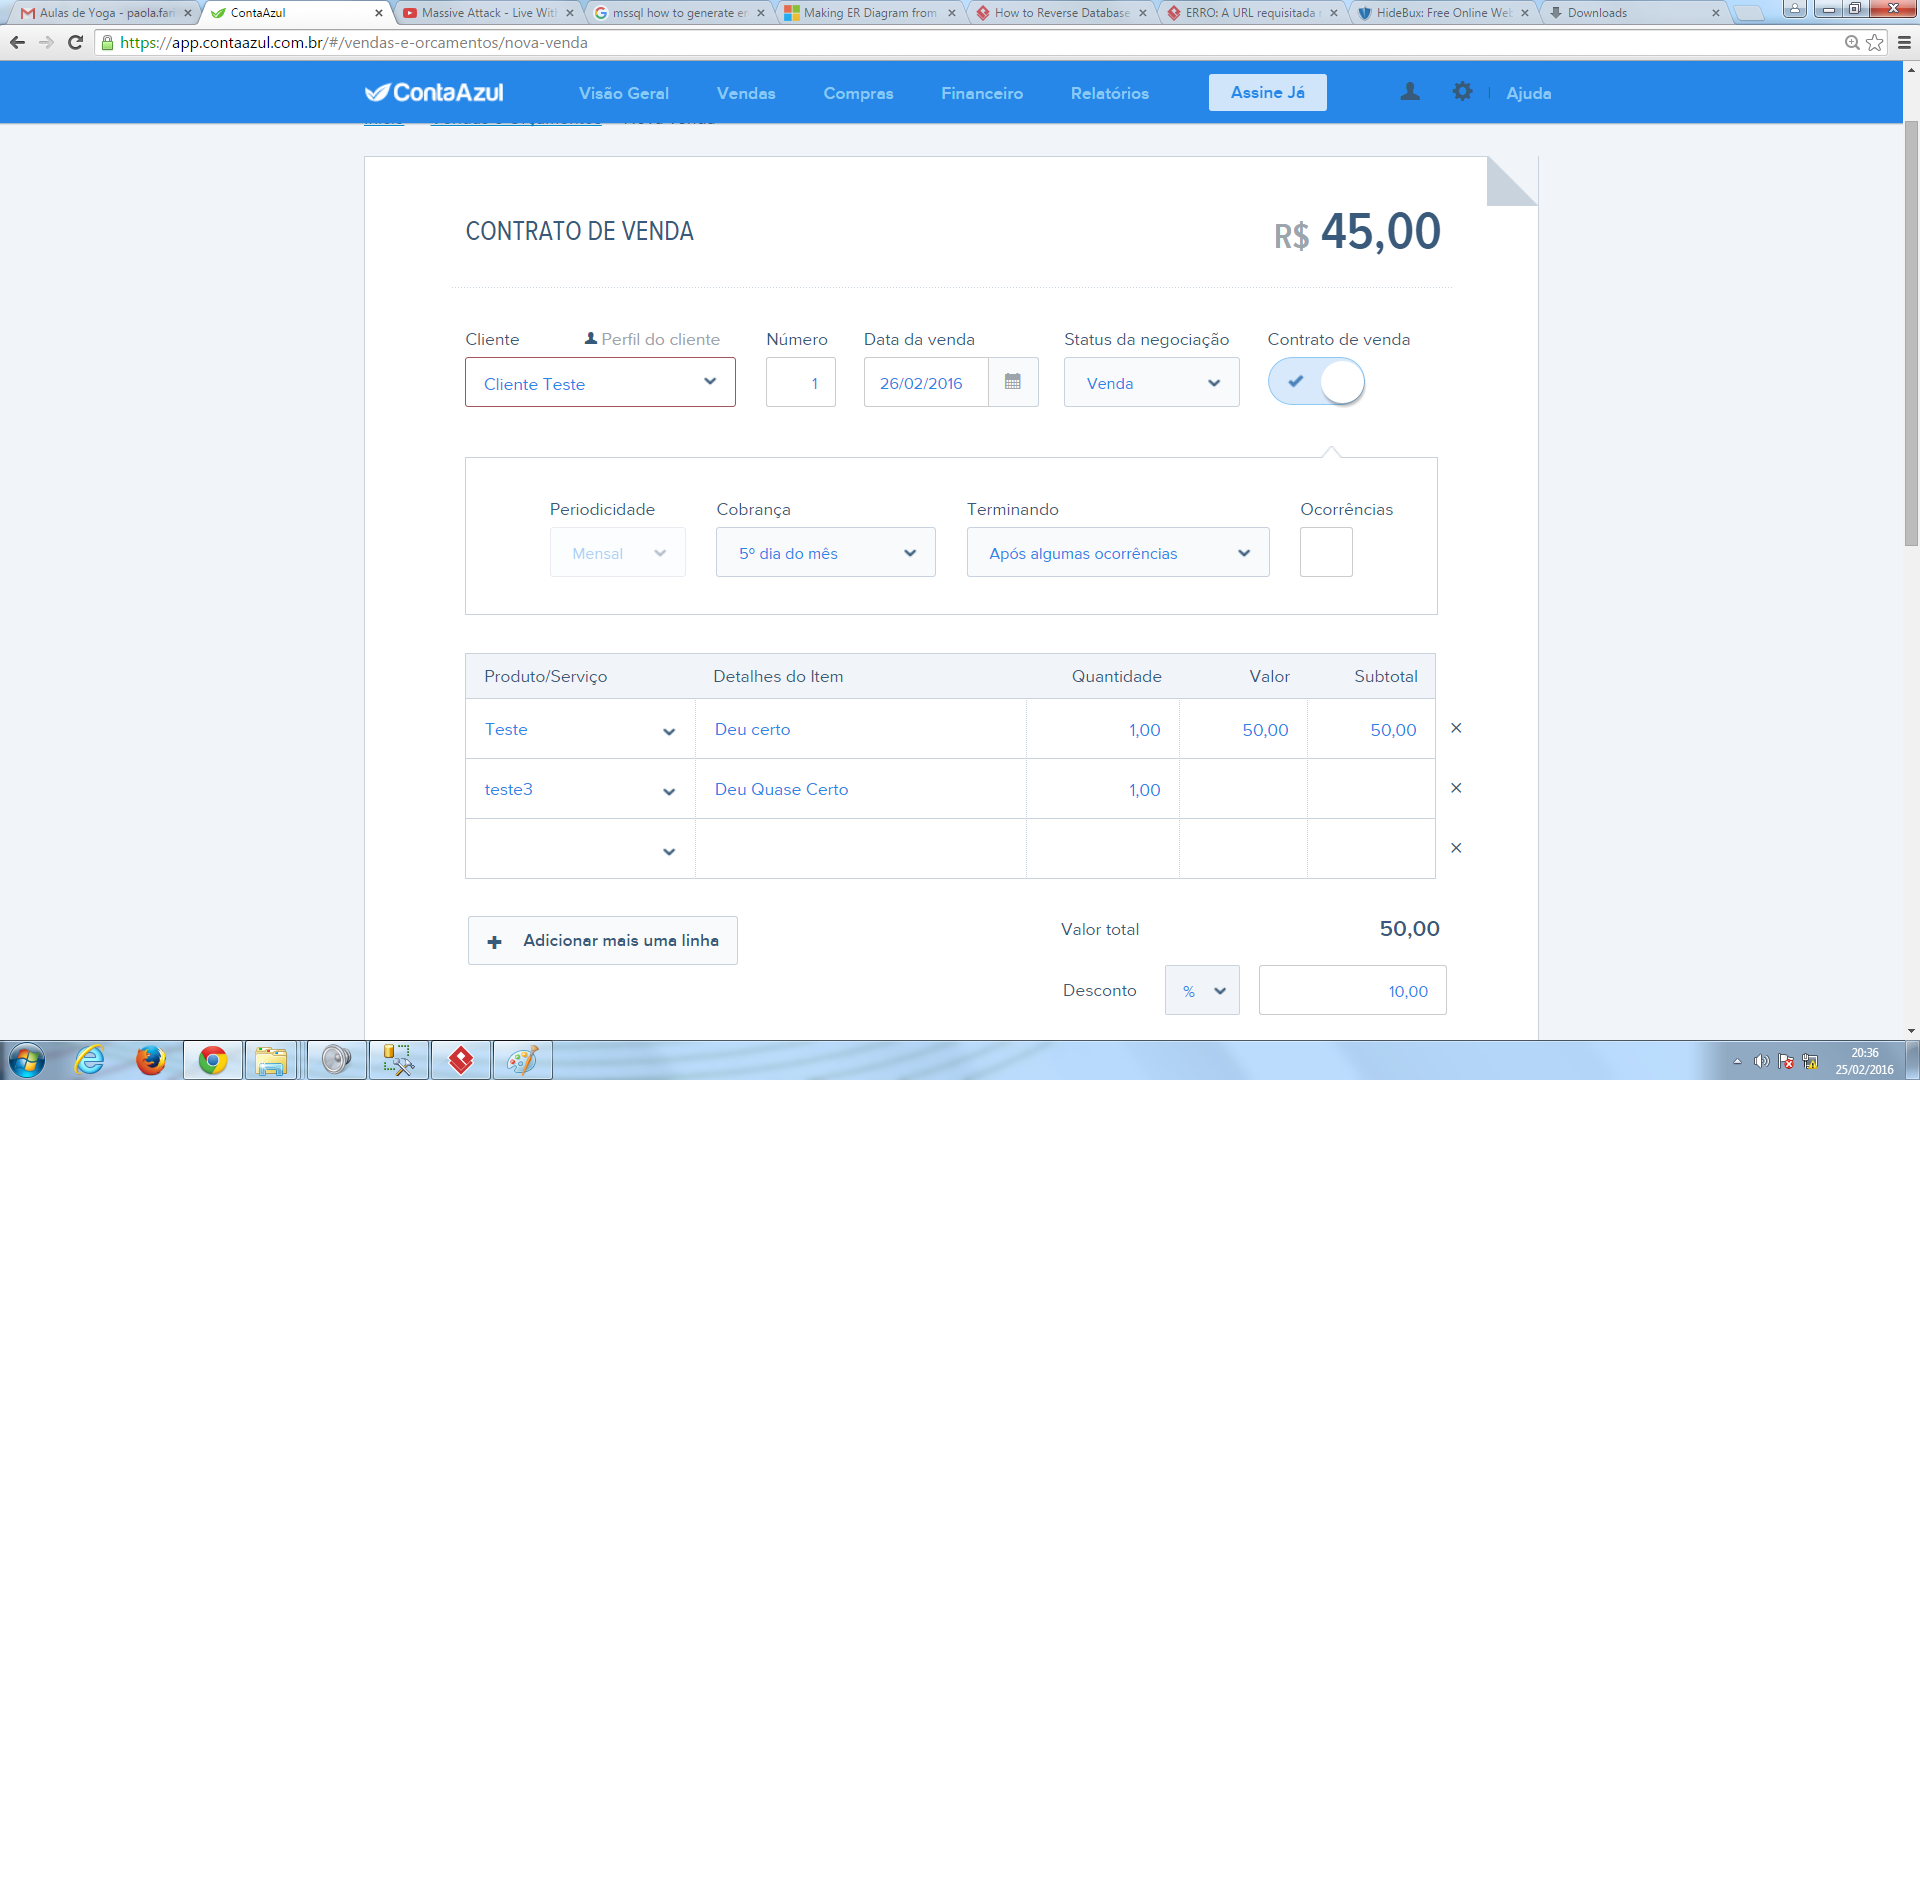 Aulas de Yoga - paola.fari
ContaAzul
Massive Attack - Live With
mssql how to generate er
Making ER Diagram from
How to Reverse Database
ERRO: A URL requisitada
HideBux: Free Online Web
Downloads
https://app.contaazul.com.br/#/vendas-e-orcamentos/nova-venda
ContaAzul
Visão Geral
Vendas
Compras
Financeiro
Relatórios
Assine Já
Ajuda
CONTRATO DE VENDA
R$ 45,00
Cliente
Perfil do cliente
Número
Data da venda
Status da negociação
Contrato de venda
Cliente Teste
1
26/02/2016
Venda
Periodicidade
Cobrança
Terminando
Ocorrências
Mensal
5º dia do mês
Após algumas ocorrências
Produto/Serviço
Detalhes do Item
Quantidade
Valor
Subtotal
Teste
Deu certo
1,00
50,00
50,00
teste3
Deu Quase Certo
1,00
Adicionar mais uma linha
Valor total
50,00
Desconto
%
10,00
20:36
25/02/2016